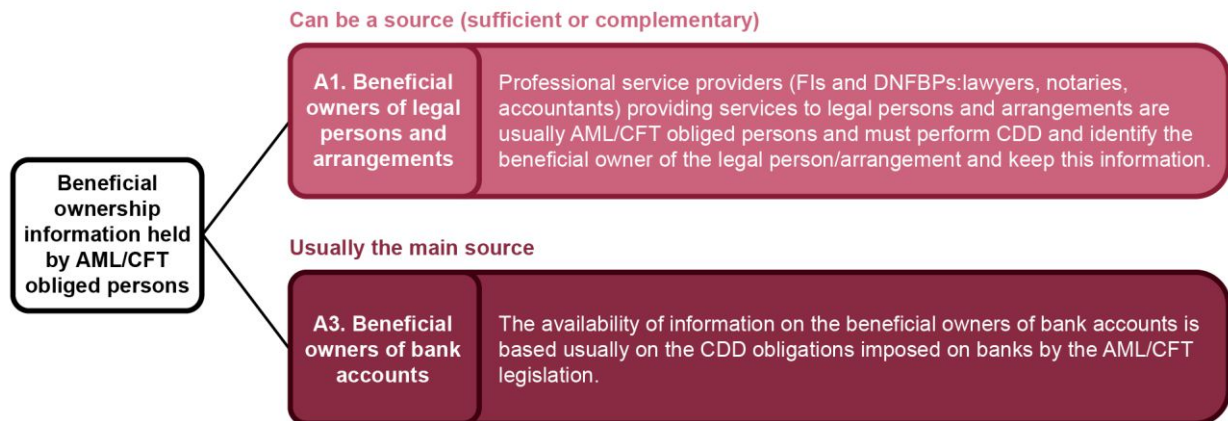 Can be a source (sufficient or complementary)
A1. Beneficial
owners of legal
persons and
arrangements
Professional service providers (FIs and DNFBPs:lawyers, notaries,
accountants) providing services to legal persons and arrangements are
usually AML/CFT obliged persons and must perform CDD and identify the
beneficial owner of the legal person/arrangement and keep this information.
Beneficial
ownership
information held
by AML/CFT
obliged persons
Usually the main source
A3. Beneficial
owners of bank
accounts
The availability of information on the beneficial owners of bank accounts is
based usually on the CDD obligations imposed on banks by the AML/CFT
legislation.